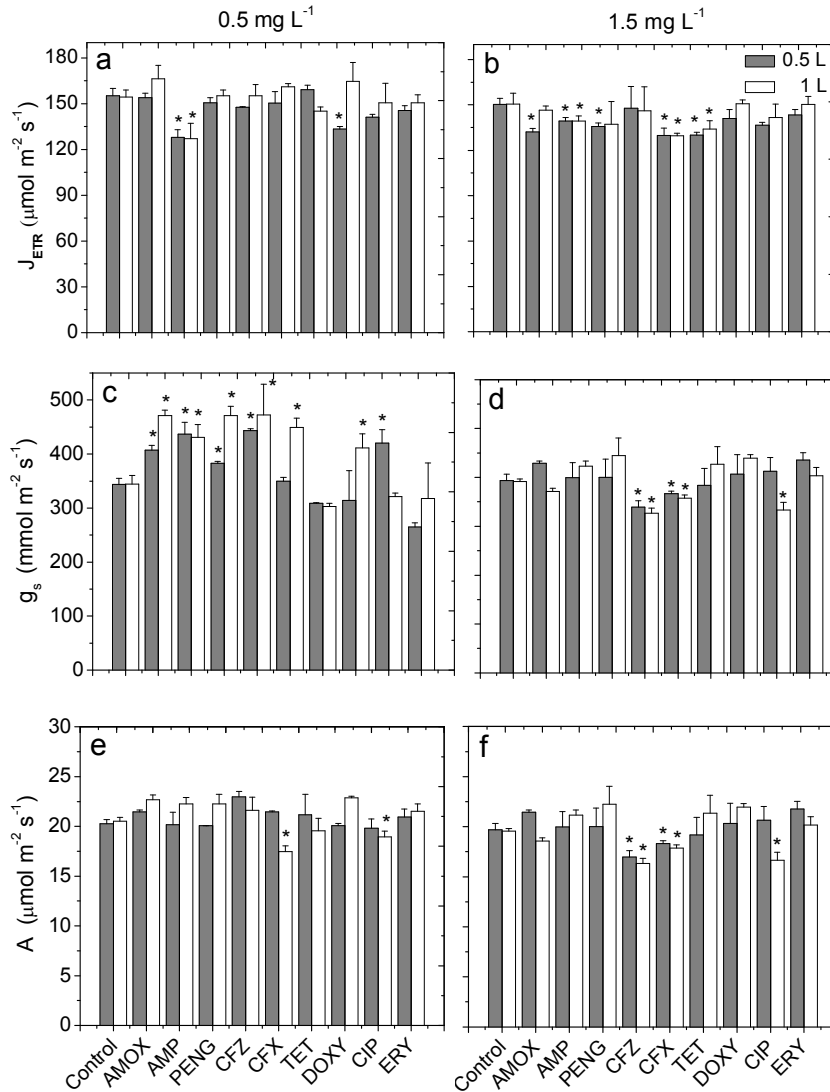 0.5 mg L⁻¹
1.5 mg L⁻¹
a
180
150
120
90
60
30
0
J_ETR (μmol m⁻² s⁻¹)
* * *
b
0.5 L
1 L
* * * * * * * *
c
500
400
300
200
100
0
g_s (mmol m⁻² s⁻¹)
* * * * * * * * * * *
d
* * * * *
e
30
25
20
15
10
5
0
A (μmol m⁻² s⁻¹)
* *
f
* * * * *
Control
AMOX
AMP
PENG
CFZ
CFX
TET
DOXY
CIP
ERY
Control
AMOX
AMP
PENG
CFZ
CFX
TET
DOXY
CIP
ERY